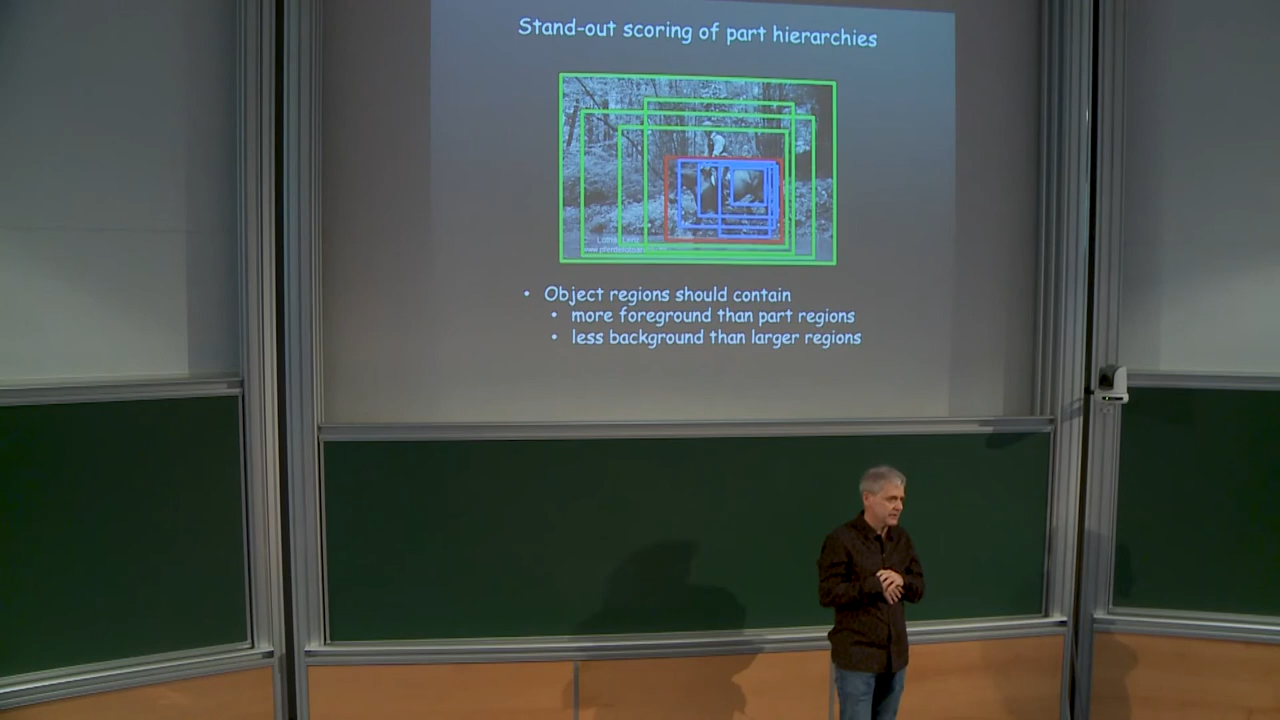 Stand-out scoring of part hierarchies
www.
• Object regions should contain
• more foreground than part regions
• less background than larger regions